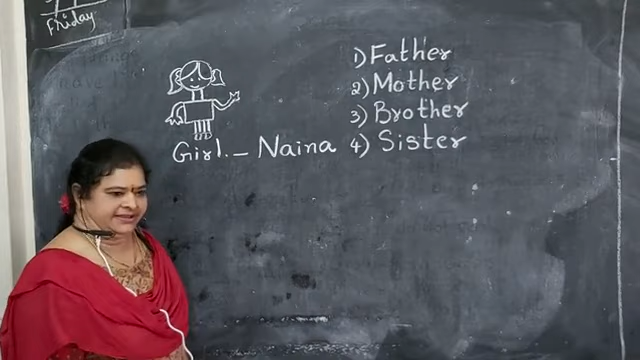 Friday
1) Father
2) Mother
3) Brother
Girl. – Naina 4) Sister